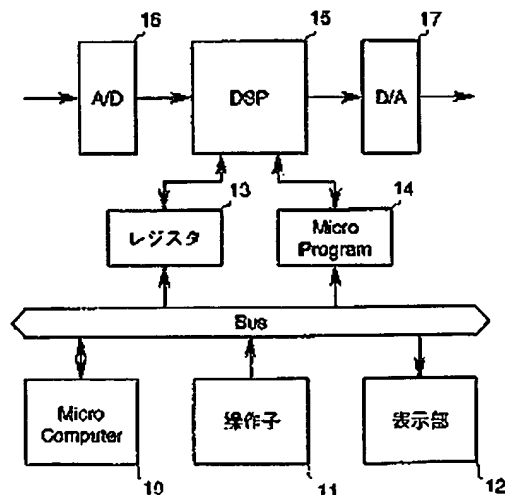 16
15
17
A/D
DSP
D/A
13
14
レジスタ
Micro
Program
Bus
Micro
Computer
操作子
表示部
10
11
12